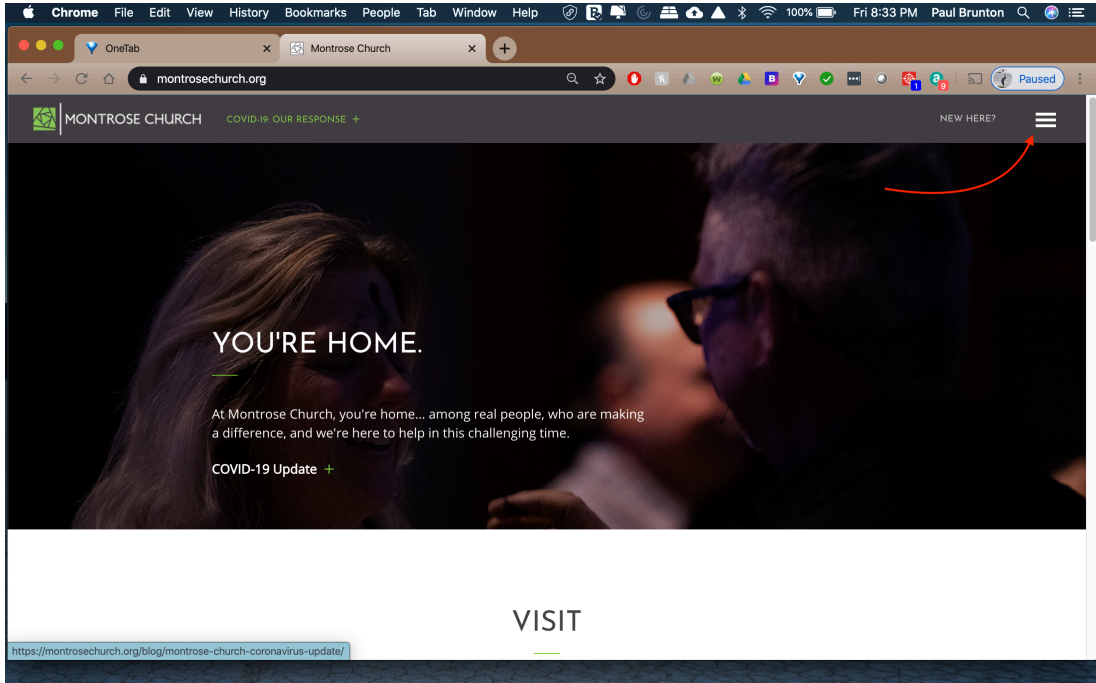 Chrome File Edit View History Bookmarks People Tab Window Help 100% Fri 8:33 PM Paul Brunton
OneTab
Montrose Church
montrosechurch.org
1
9
Paused
MONTROSE CHURCH
COVID-19: OUR RESPONSE +
NEW HERE?
YOU'RE HOME.
At Montrose Church, you're home... among real people, who are making
a difference, and we're here to help in this challenging time.
COVID-19 Update +
VISIT
https://montrosechurch.org/blog/montrose-church-coronavirus-update/